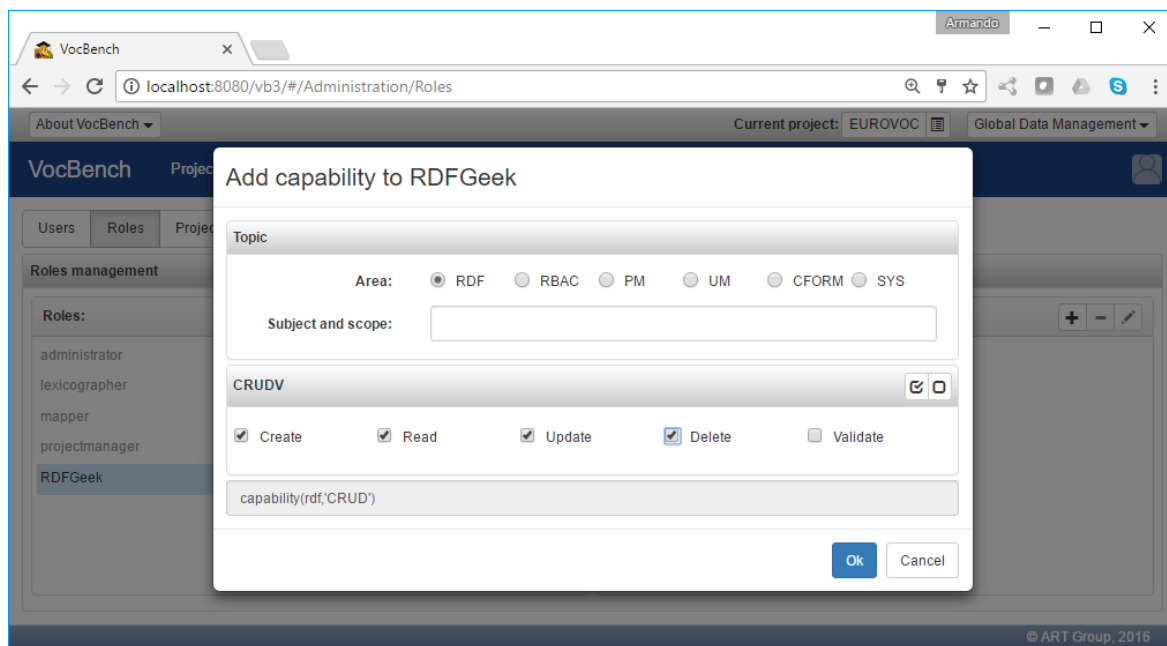 Armando
VocBench
localhost:8080/vb3/#/Administration/Roles
About VocBench
Current project: EUROVOC
Global Data Management
VocBench Projec
Add capability to RDFGeek
Users Roles Projec
Topic
Roles management
Area: RDF RBAC PM UM CFORM SYS
Roles:
Subject and scope:
administrator
lexicographer
CRUDV
mapper
Create Read Update Delete Validate
projectmanager
RDFGeek
capability(rdf,'CRUD')
Ok Cancel
© ART Group, 2016